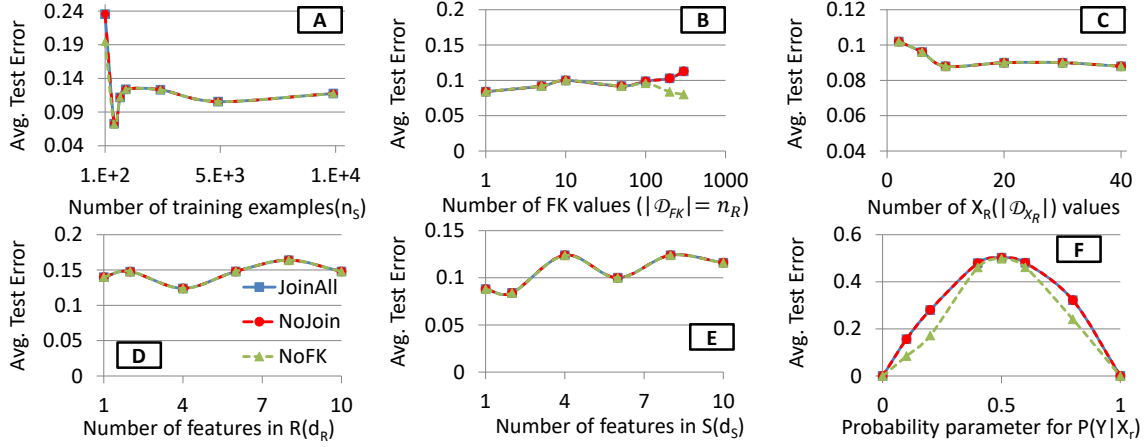 A
Avg. Test Error
0.24
0.19
0.14
0.09
0.04
1.E+2
5.E+3
1.E+4
Number of training examples(nS)
B
Avg. Test Error
0.2
0.15
0.1
0.05
0
1
10
100
1000
Number of FK values (|𝒟FK|= nR)
C
Avg. Test Error
0.12
0.1
0.08
0.06
0.04
0
20
40
Number of XR(|𝒟XR|) values
D
Avg. Test Error
0.2
0.15
0.1
0.05
0
JoinAll
NoJoin
NoFK
1
4
7
10
Number of features in R(dR)
E
Avg. Test Error
0.15
0.1
0.05
0
1
4
7
10
Number of features in S(dS)
F
Avg. Test Error
0.6
0.4
0.2
0
0
0.5
1
Probability parameter for P(Y|Xr)